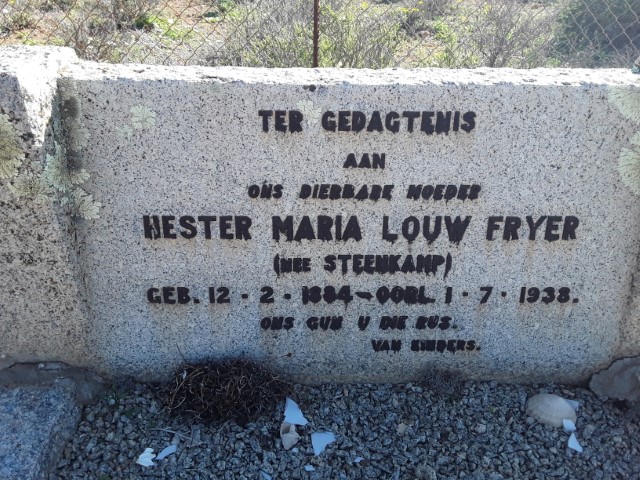 TER GEDAGTENIS
AAN
ONS DIERBARE MOEDER
HESTER MARIA LOUW FRYER
(NEE STEENKAMP)
GEB. 12 · 2 · 1884 – OORL. 1 · 7 · 1938.
ONS GUN U DIE RUS.
VAN KINDERS.